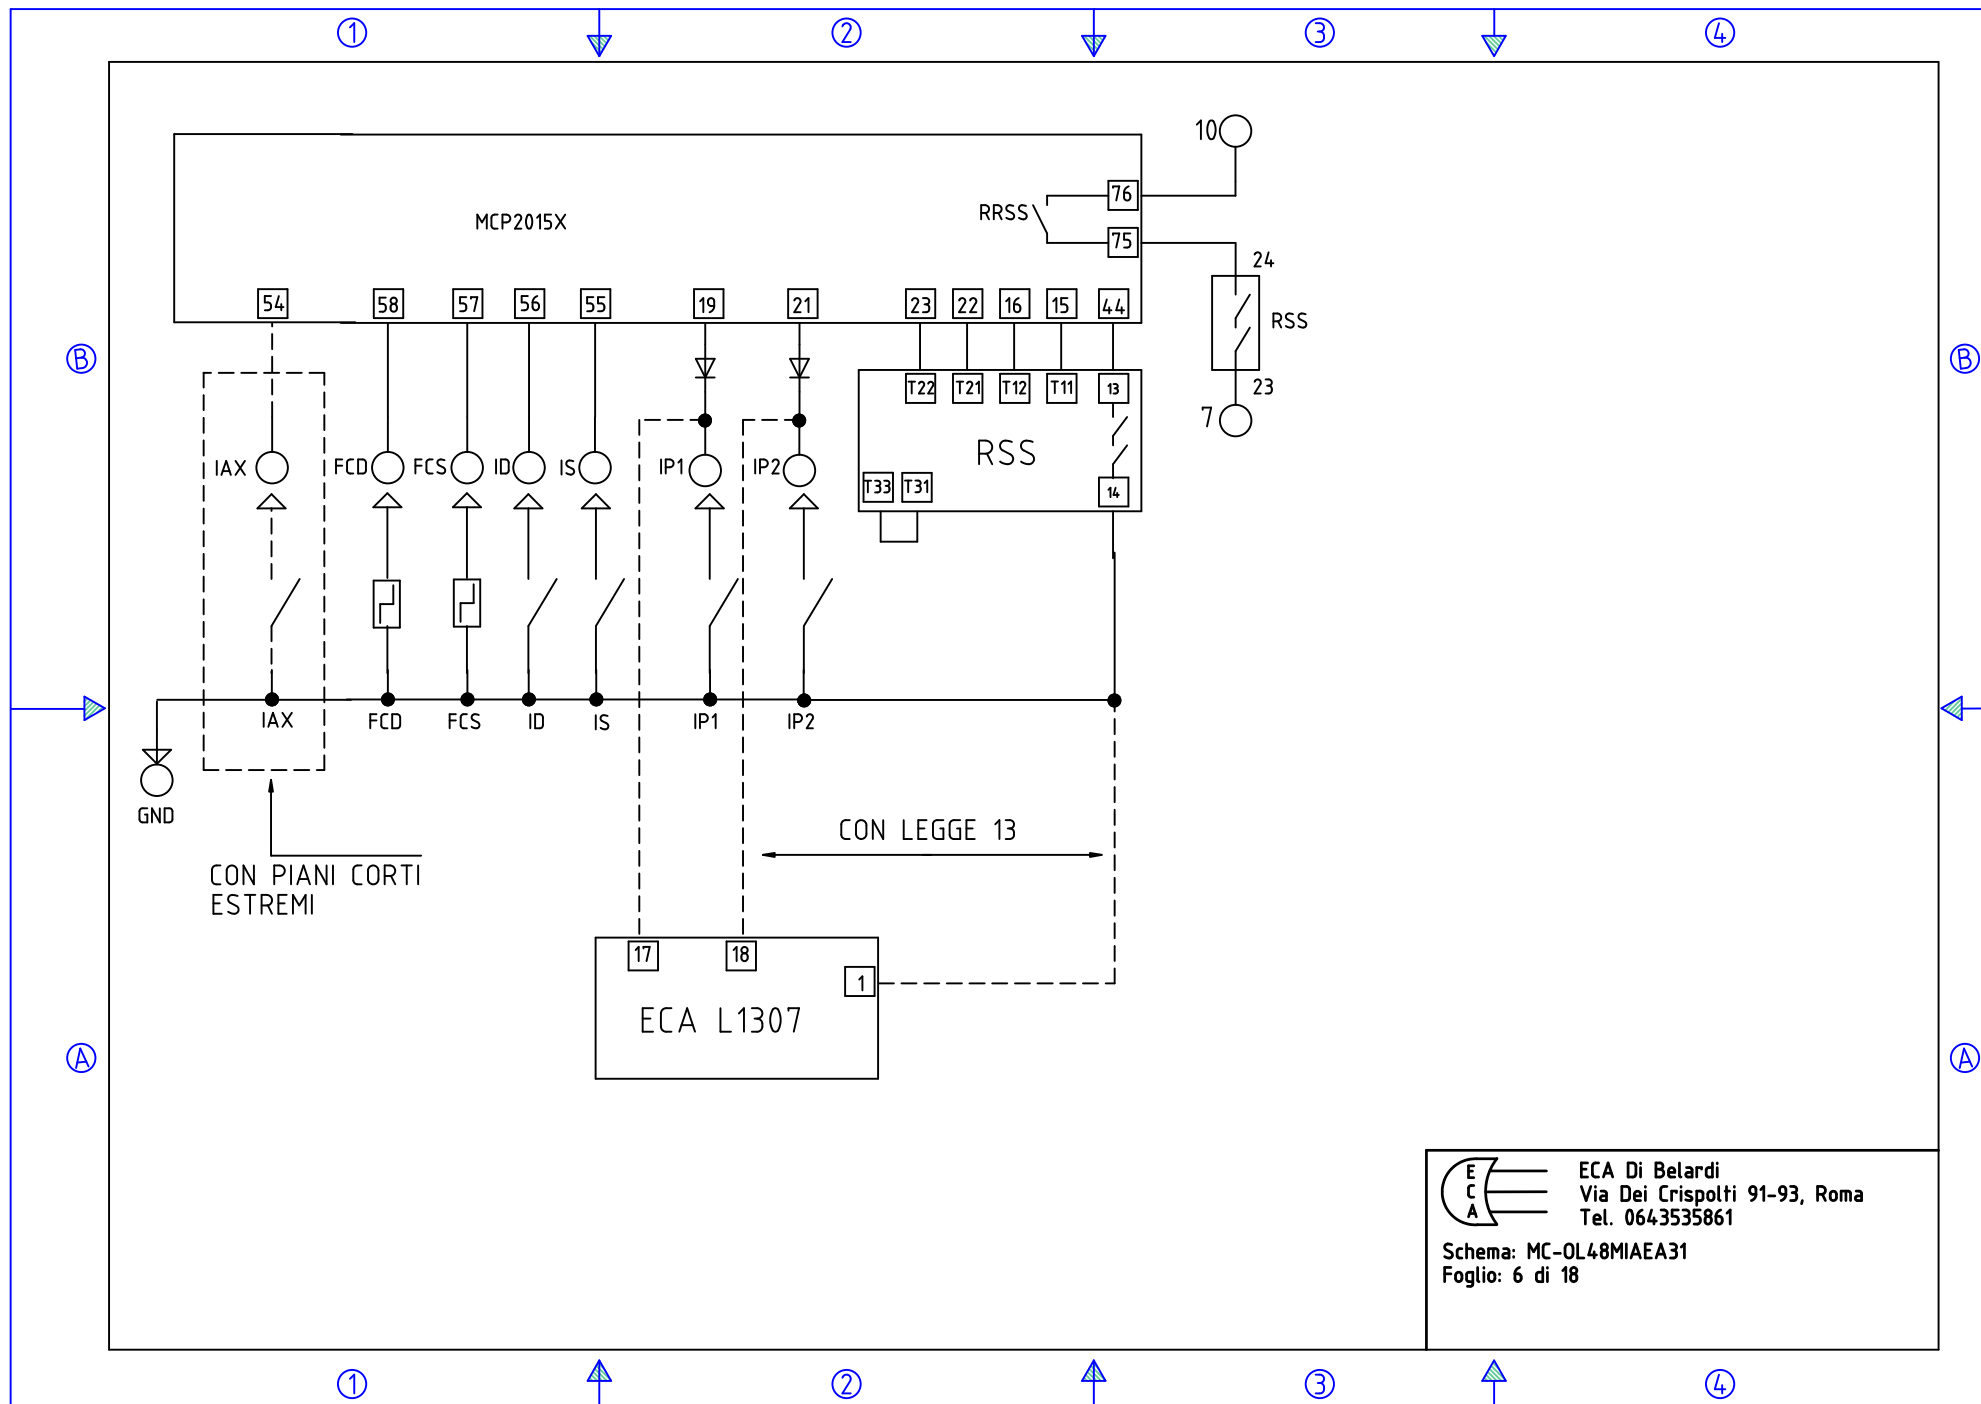 1 2 3 4
10
76
RRSS
MCP2015X
75
24
54 58 57 56 55 19 21 23 22 16 15 44
RSS
B B
T22 T21 T12 T11 13
23
7
RSS
IAX FCD FCS ID IS IP1 IP2
T33 T31 14
IAX FCD FCS ID IS IP1 IP2
GND
CON LEGGE 13
CON PIANI CORTI
ESTREMI
17 18
1
ECA L1307
A A
E
C
A
ECA Di Belardi
Via Dei Crispolti 91-93, Roma
Tel. 0643535861
Schema: MC-OL48MIAEA31
Foglio: 6 di 18
1 2 3 4